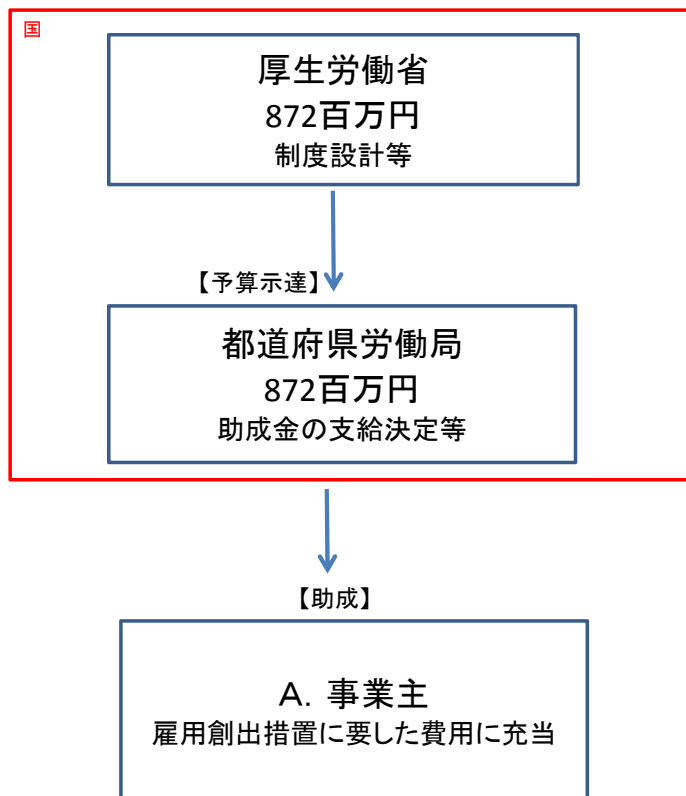 国
厚生労働省
872百万円
制度設計等
【予算示達】
都道府県労働局
872百万円
助成金の支給決定等
【助成】
A．事業主
雇用創出措置に要した費用に充当